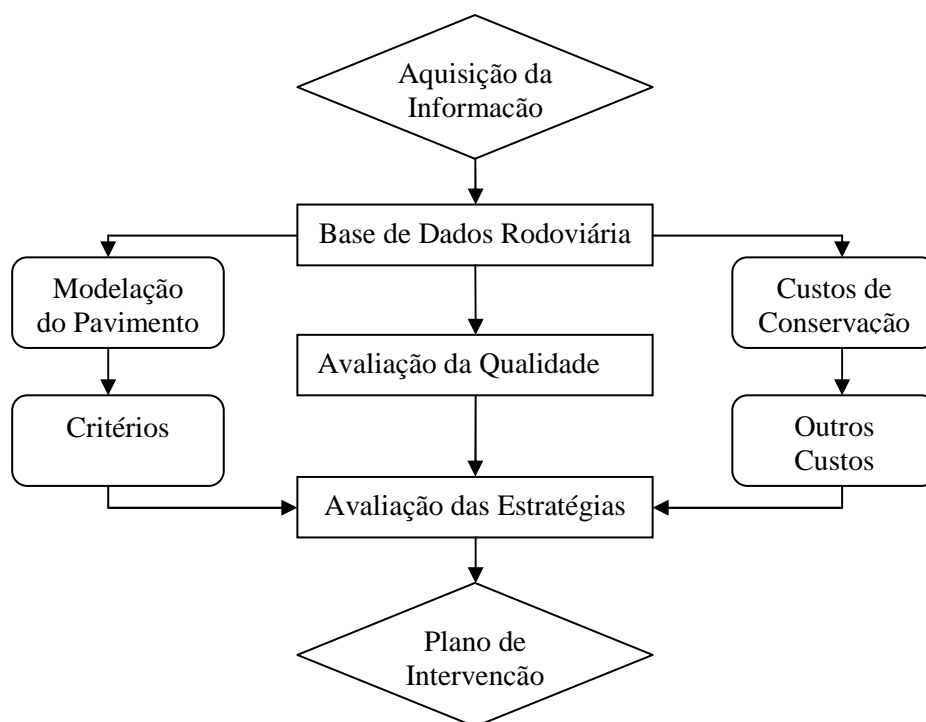 Aquisição da
Informação
Base de Dados Rodoviária
Modelação
do Pavimento
Custos de
Conservação
Avaliação da Qualidade
Critérios
Outros
Custos
Avaliação das Estratégias
Plano de
Intervencão